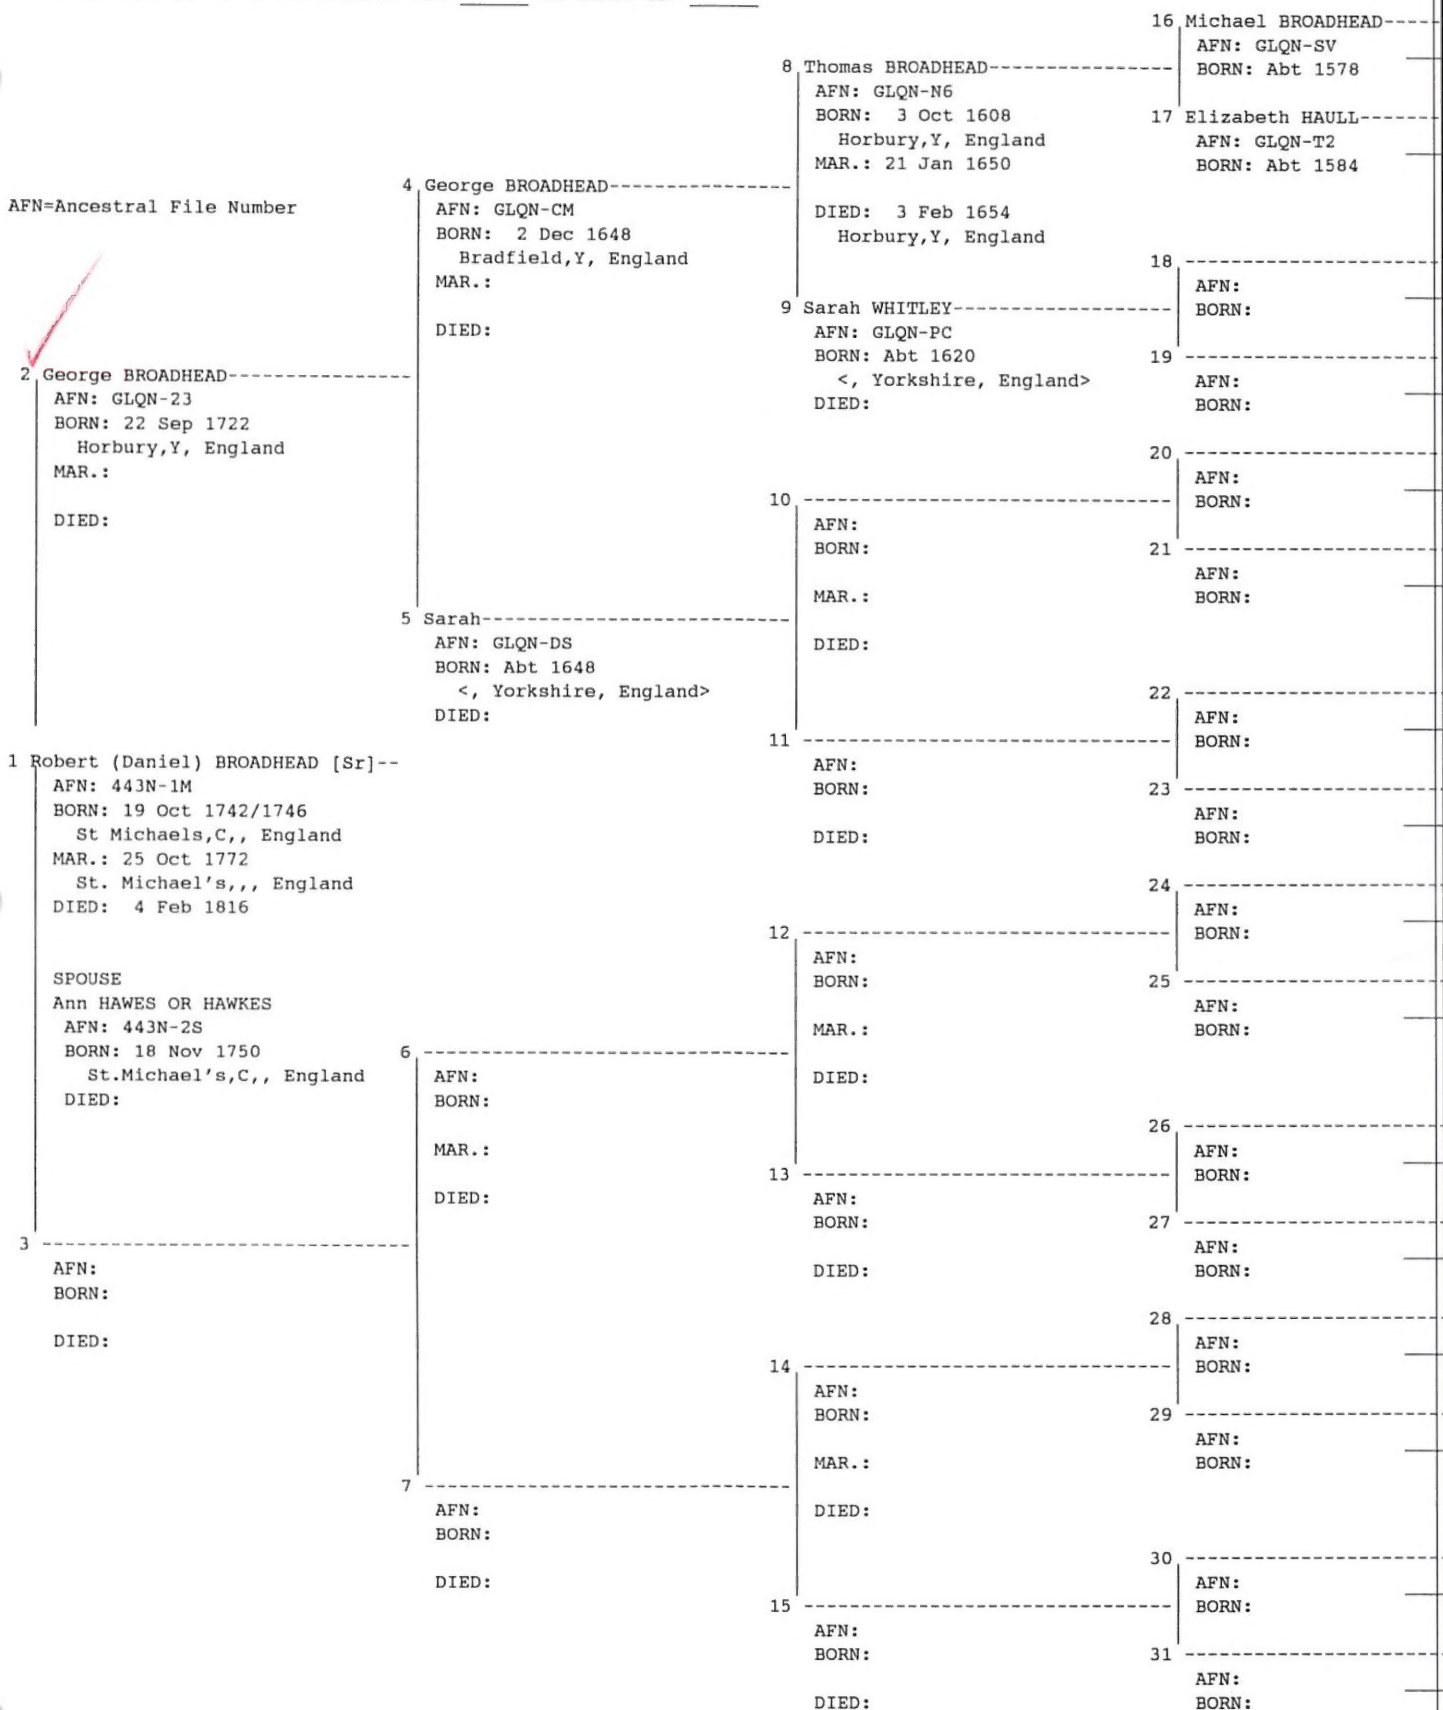 AFN=Ancestral File Number
2 George BROADHEAD----------------
AFN: GLQN-23
BORN: 22 Sep 1722
Horbury,Y, England
MAR.:
DIED:
1 Robert (Daniel) BROADHEAD [Sr]--
AFN: 443N-1M
BORN: 19 Oct 1742/1746
St Michaels,C,, England
MAR.: 25 Oct 1772
St. Michael's,,, England
DIED: 4 Feb 1816
SPOUSE
Ann HAWES OR HAWKES
AFN: 443N-2S
BORN: 18 Nov 1750
St.Michael's,C,, England
DIED:
3 --------------------------------
AFN:
BORN:
DIED:
4 George BROADHEAD----------------
AFN: GLQN-CM
BORN: 2 Dec 1648
Bradfield,Y, England
MAR.:
DIED:
5 Sarah---------------------------
AFN: GLQN-DS
BORN: Abt 1648
<, Yorkshire, England>
DIED:
6 --------------------------------
AFN:
BORN:
MAR.:
DIED:
7 --------------------------------
AFN:
BORN:
DIED:
8 Thomas BROADHEAD----------------
AFN: GLQN-N6
BORN: 3 Oct 1608
Horbury,Y, England
MAR.: 21 Jan 1650
DIED: 3 Feb 1654
Horbury,Y, England
9 Sarah WHITLEY-------------------
AFN: GLQN-PC
BORN: Abt 1620
<, Yorkshire, England>
DIED:
10 --------------------------------
AFN:
BORN:
MAR.:
DIED:
11 --------------------------------
AFN:
BORN:
DIED:
12 --------------------------------
AFN:
BORN:
MAR.:
DIED:
13 --------------------------------
AFN:
BORN:
DIED:
14 --------------------------------
AFN:
BORN:
MAR.:
DIED:
15 --------------------------------
AFN:
BORN:
DIED:
16 Michael BROADHEAD-----
AFN: GLQN-SV
BORN: Abt 1578
17 Elizabeth HAULL-------
AFN: GLQN-T2
BORN: Abt 1584
18 ----------------------
AFN:
BORN:
19 ----------------------
AFN:
BORN:
20 ----------------------
AFN:
BORN:
21 ----------------------
AFN:
BORN:
22 ----------------------
AFN:
BORN:
23 ----------------------
AFN:
BORN:
24 ----------------------
AFN:
BORN:
25 ----------------------
AFN:
BORN:
26 ----------------------
AFN:
BORN:
27 ----------------------
AFN:
BORN:
28 ----------------------
AFN:
BORN:
29 ----------------------
AFN:
BORN:
30 ----------------------
AFN:
BORN:
31 ----------------------
AFN:
BORN: